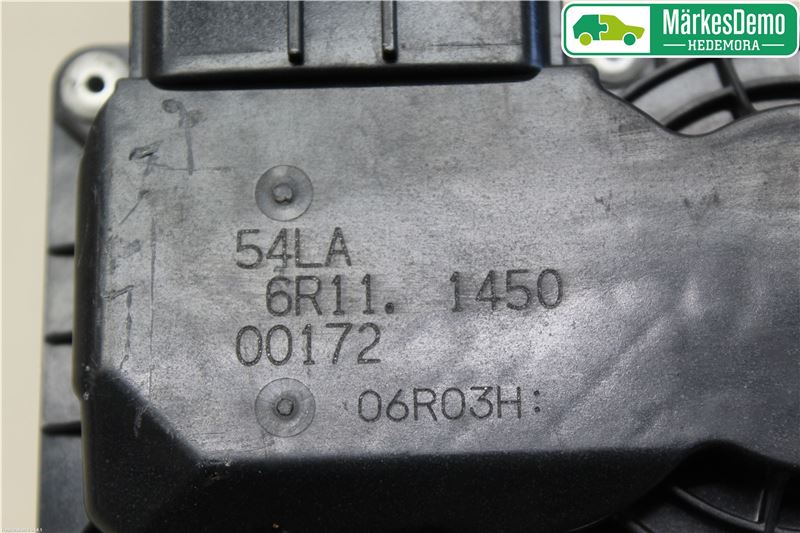 MärkesDemo
HEDEMORA
54LA
6R11. 1450
00172
06R03H: